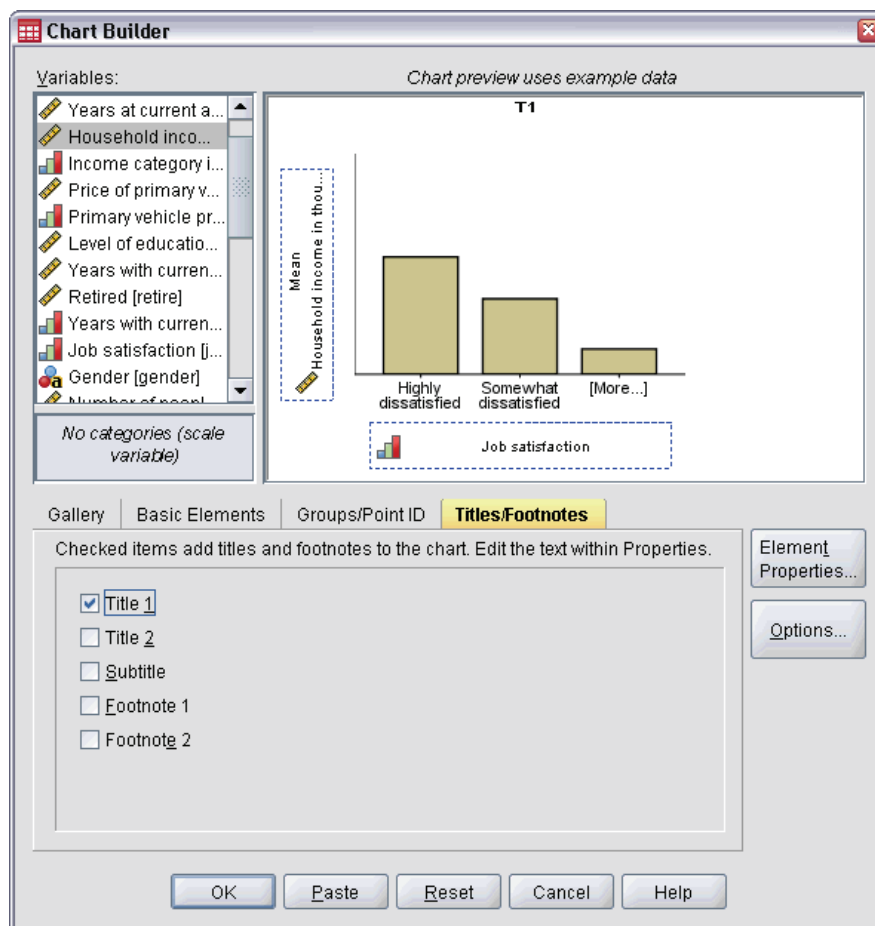 Chart Builder
Variables:
Chart preview uses example data
Years at current a...
Household inco...
Income category i...
Price of primary v...
Primary vehicle pr...
Level of educatio...
Years with curren...
Retired [retire]
Years with curren...
Job satisfaction [j...
Gender [gender]
Number of peopl
No categories (scale
variable)
T1
Mean
Household income in thou...
Highly
dissatisfied
Somewhat
dissatisfied
[More...]
Job satisfaction
Gallery
Basic Elements
Groups/Point ID
Titles/Footnotes
Checked items add titles and footnotes to the chart. Edit the text within Properties.
Title 1
Title 2
Subtitle
Footnote 1
Footnote 2
Element
Properties...
Options...
OK
Paste
Reset
Cancel
Help